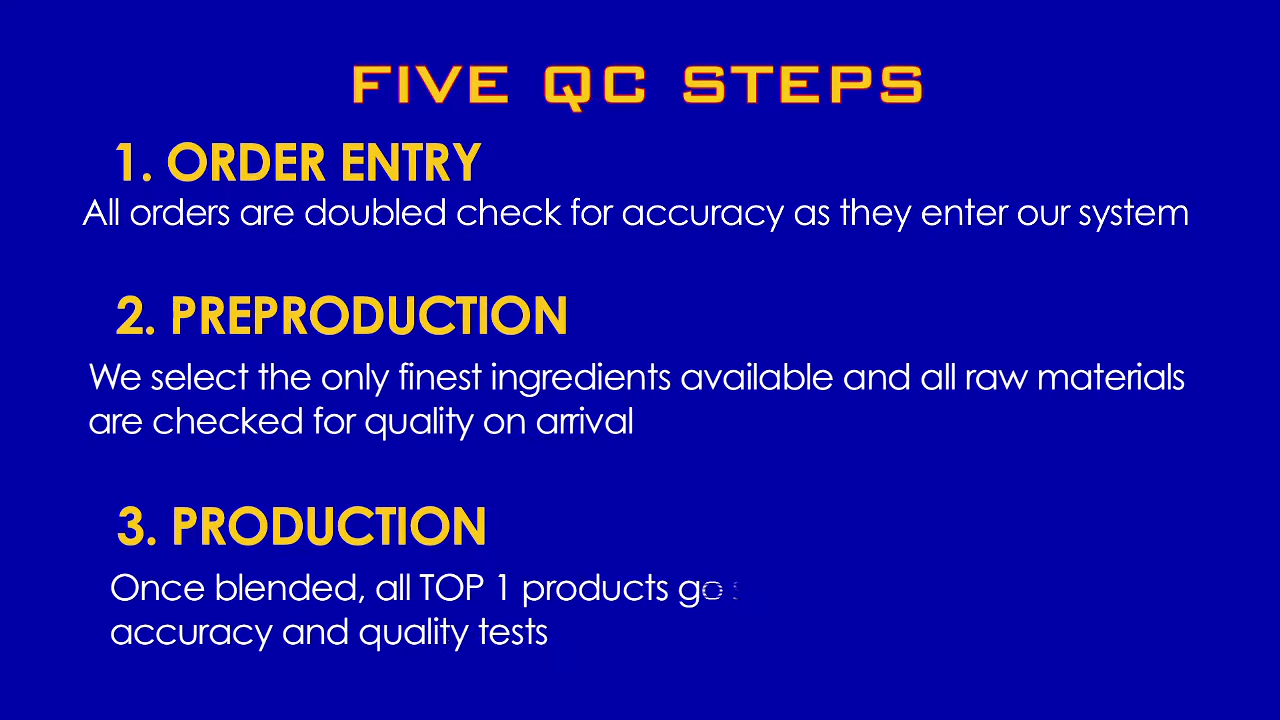 FIVE QC STEPS
1. ORDER ENTRY
All orders are doubled check for accuracy as they enter our system
2. PREPRODUCTION
We select the only finest ingredients available and all raw materials
are checked for quality on arrival
3. PRODUCTION
Once blended, all TOP 1 products go
accuracy and quality tests